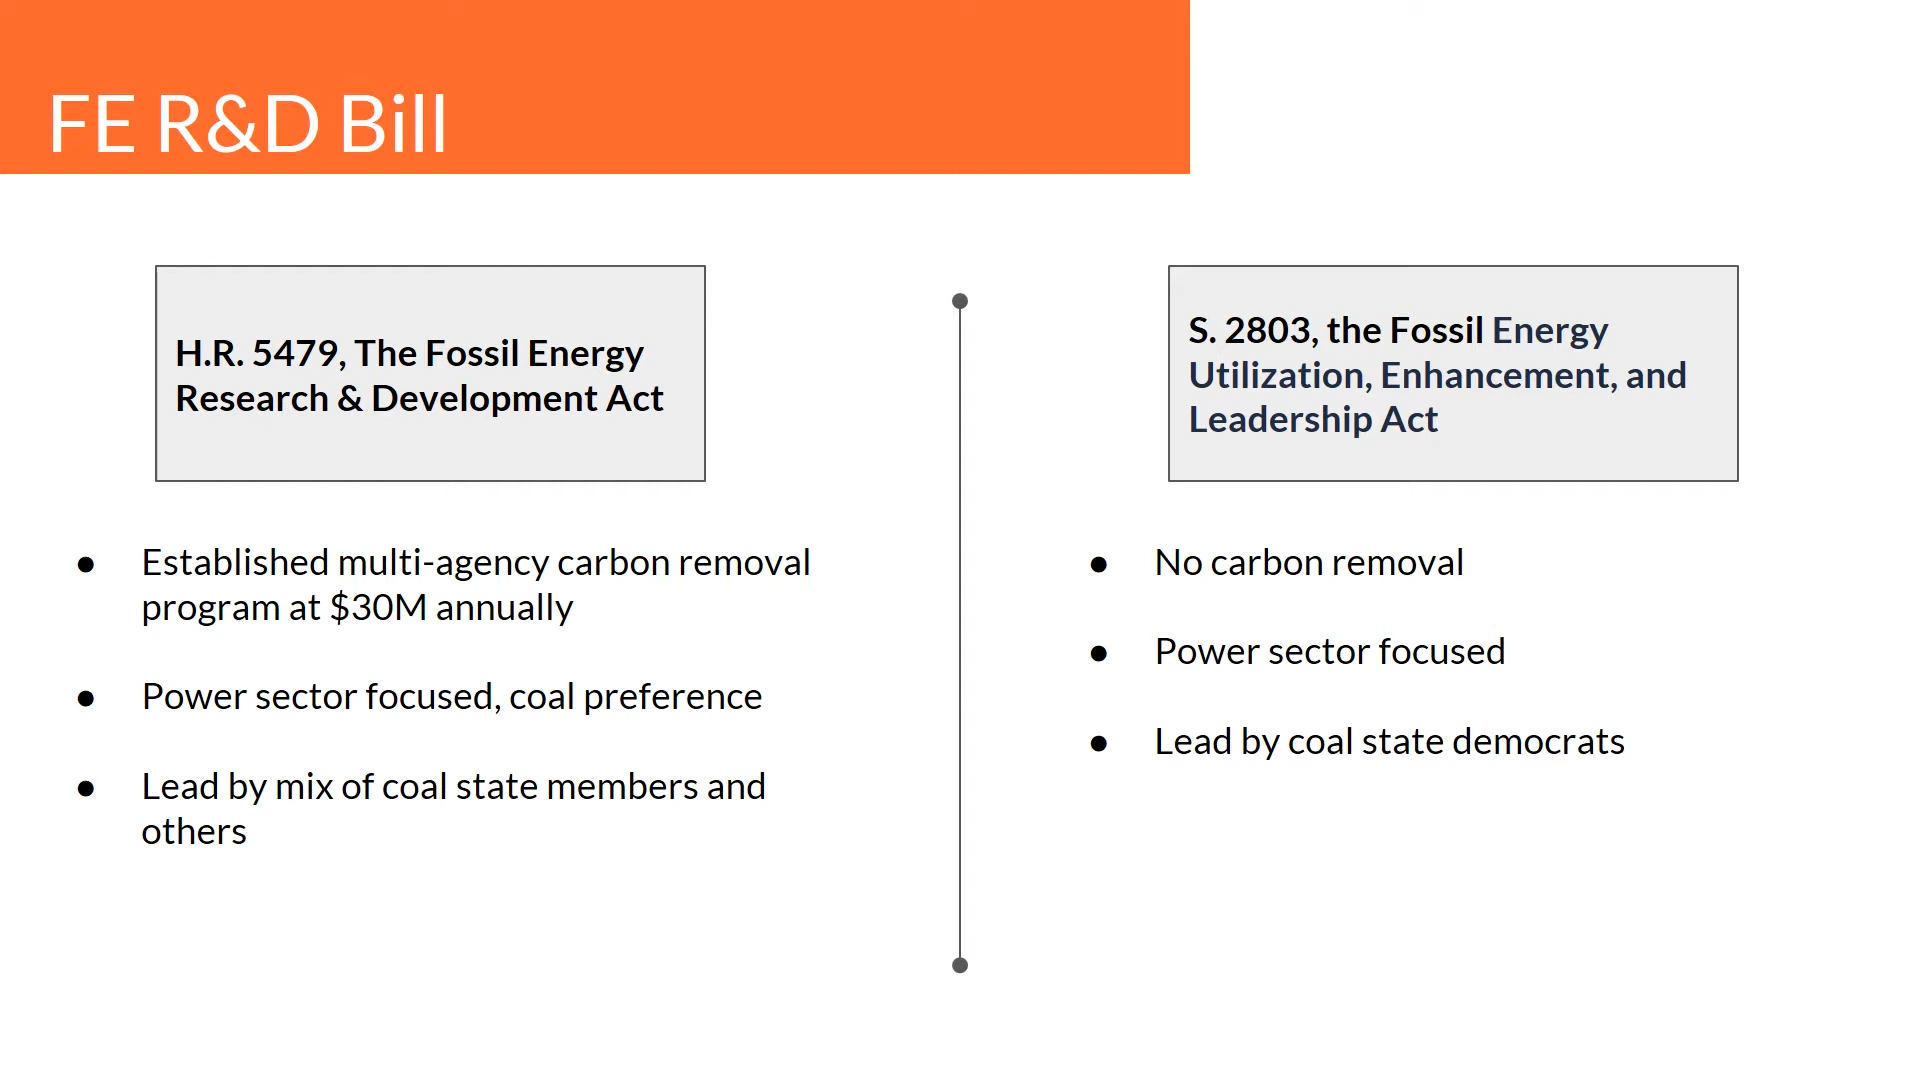 FE R&D Bill
H.R. 5479, The Fossil Energy
Research & Development Act
● Established multi-agency carbon removal
program at $30M annually
● Power sector focused, coal preference
● Lead by mix of coal state members and
others
S. 2803, the Fossil Energy
Utilization, Enhancement, and
Leadership Act
● No carbon removal
● Power sector focused
● Lead by coal state democrats